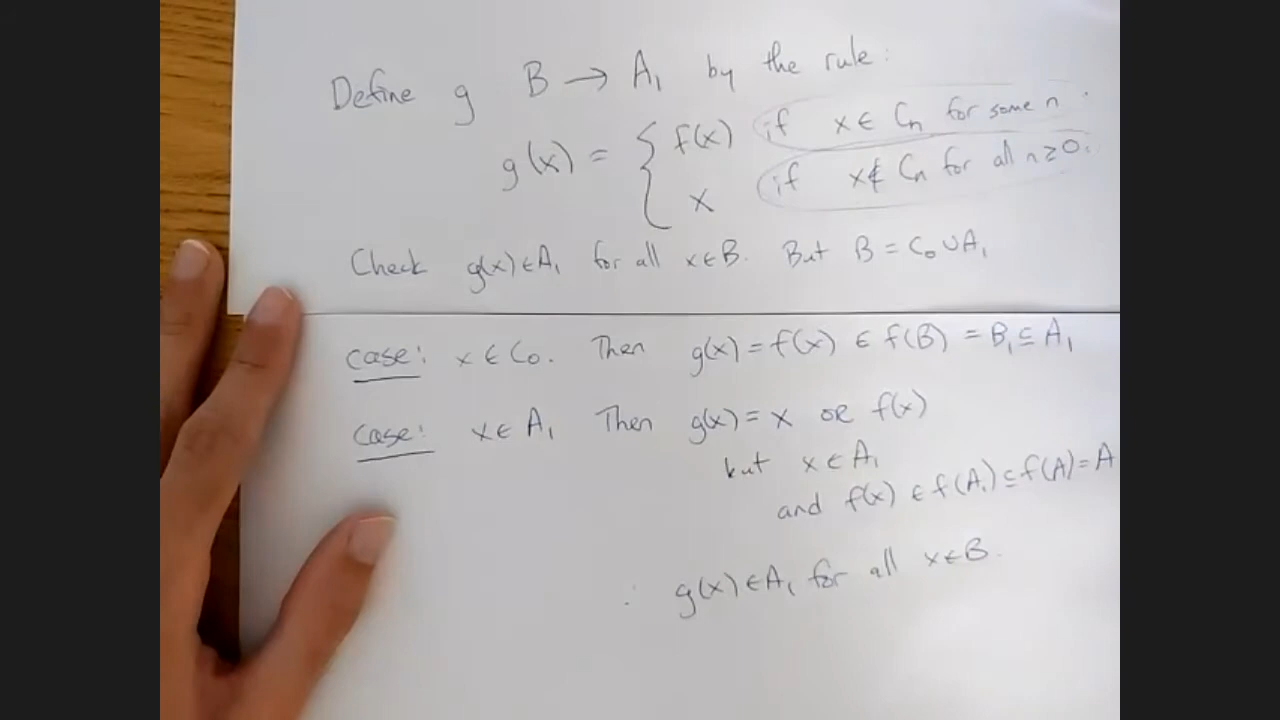 Define g B → A₁ by the rule:
g(x) = { f(x) if x ∈ Cₙ for some n.
x if x ∉ Cₙ for all n≥0.
Check g(x) ∈ A₁ for all x∈B. But B = C₀ ∪ A₁
case: x ∈ C₀. Then g(x) = f(x) ∈ f(B) = B₁ ⊆ A₁
case: x ∈ A₁ Then g(x) = x OR f(x)
but x ∈ A₁
and f(x) ∈ f(A₁) ⊆ f(A) = A
∴ g(x) ∈ A₁ for all x∈B.